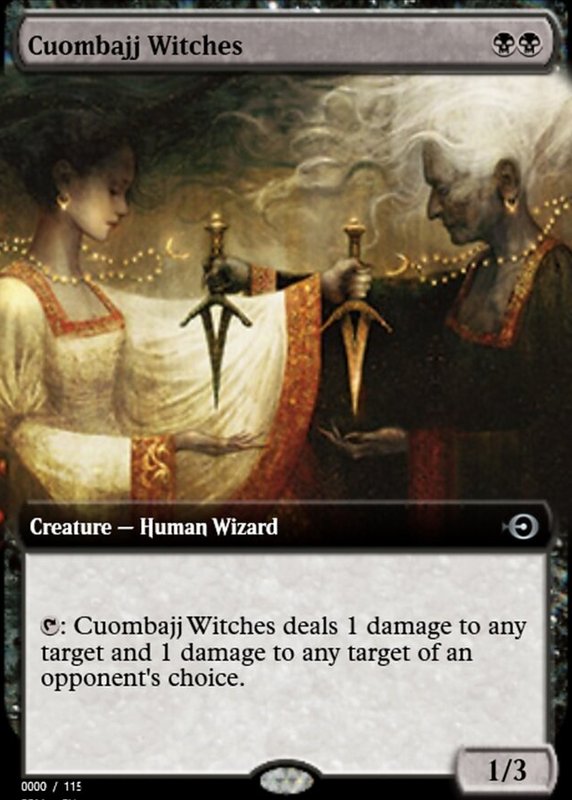 Cuombajj Witches
Creature — Human Wizard
: Cuombajj Witches deals 1 damage to any
target and 1 damage to any target of an
opponent's choice.
1/3
0000 / 115